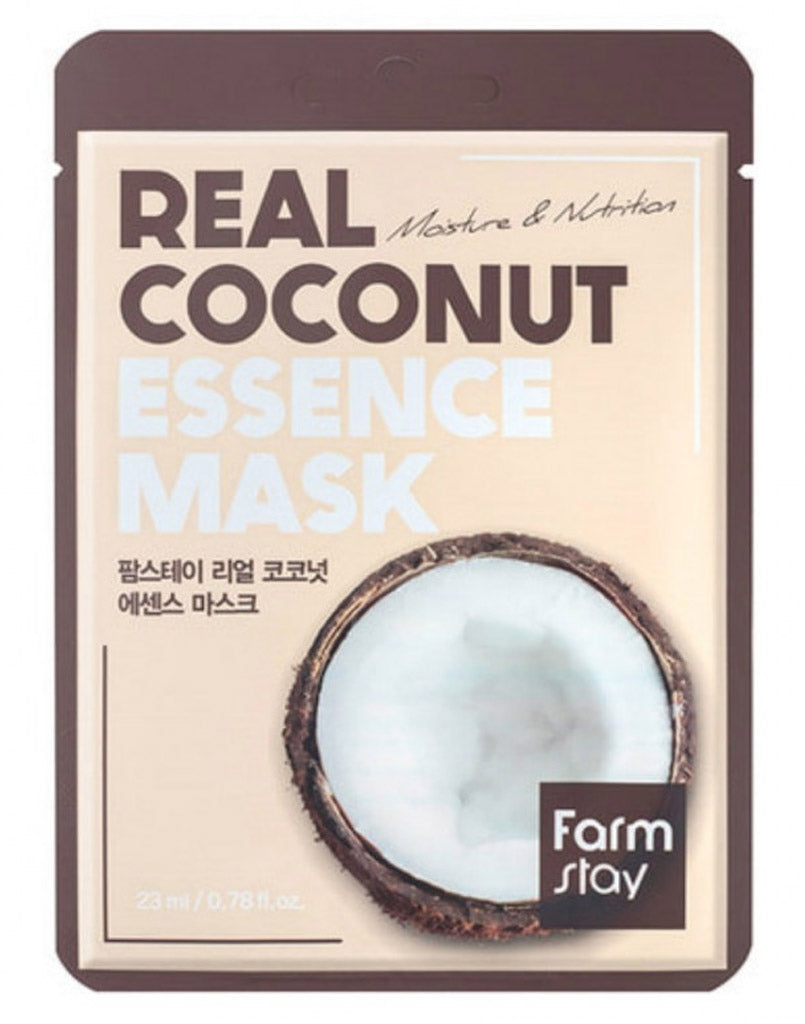 REAL
Moisture & Nutrition
COCONUT
ESSENCE
MASK
팜스테이 리얼 코코넛
에센스 마스크
23 ml / 0.78 fl.oz.
Farm
stay